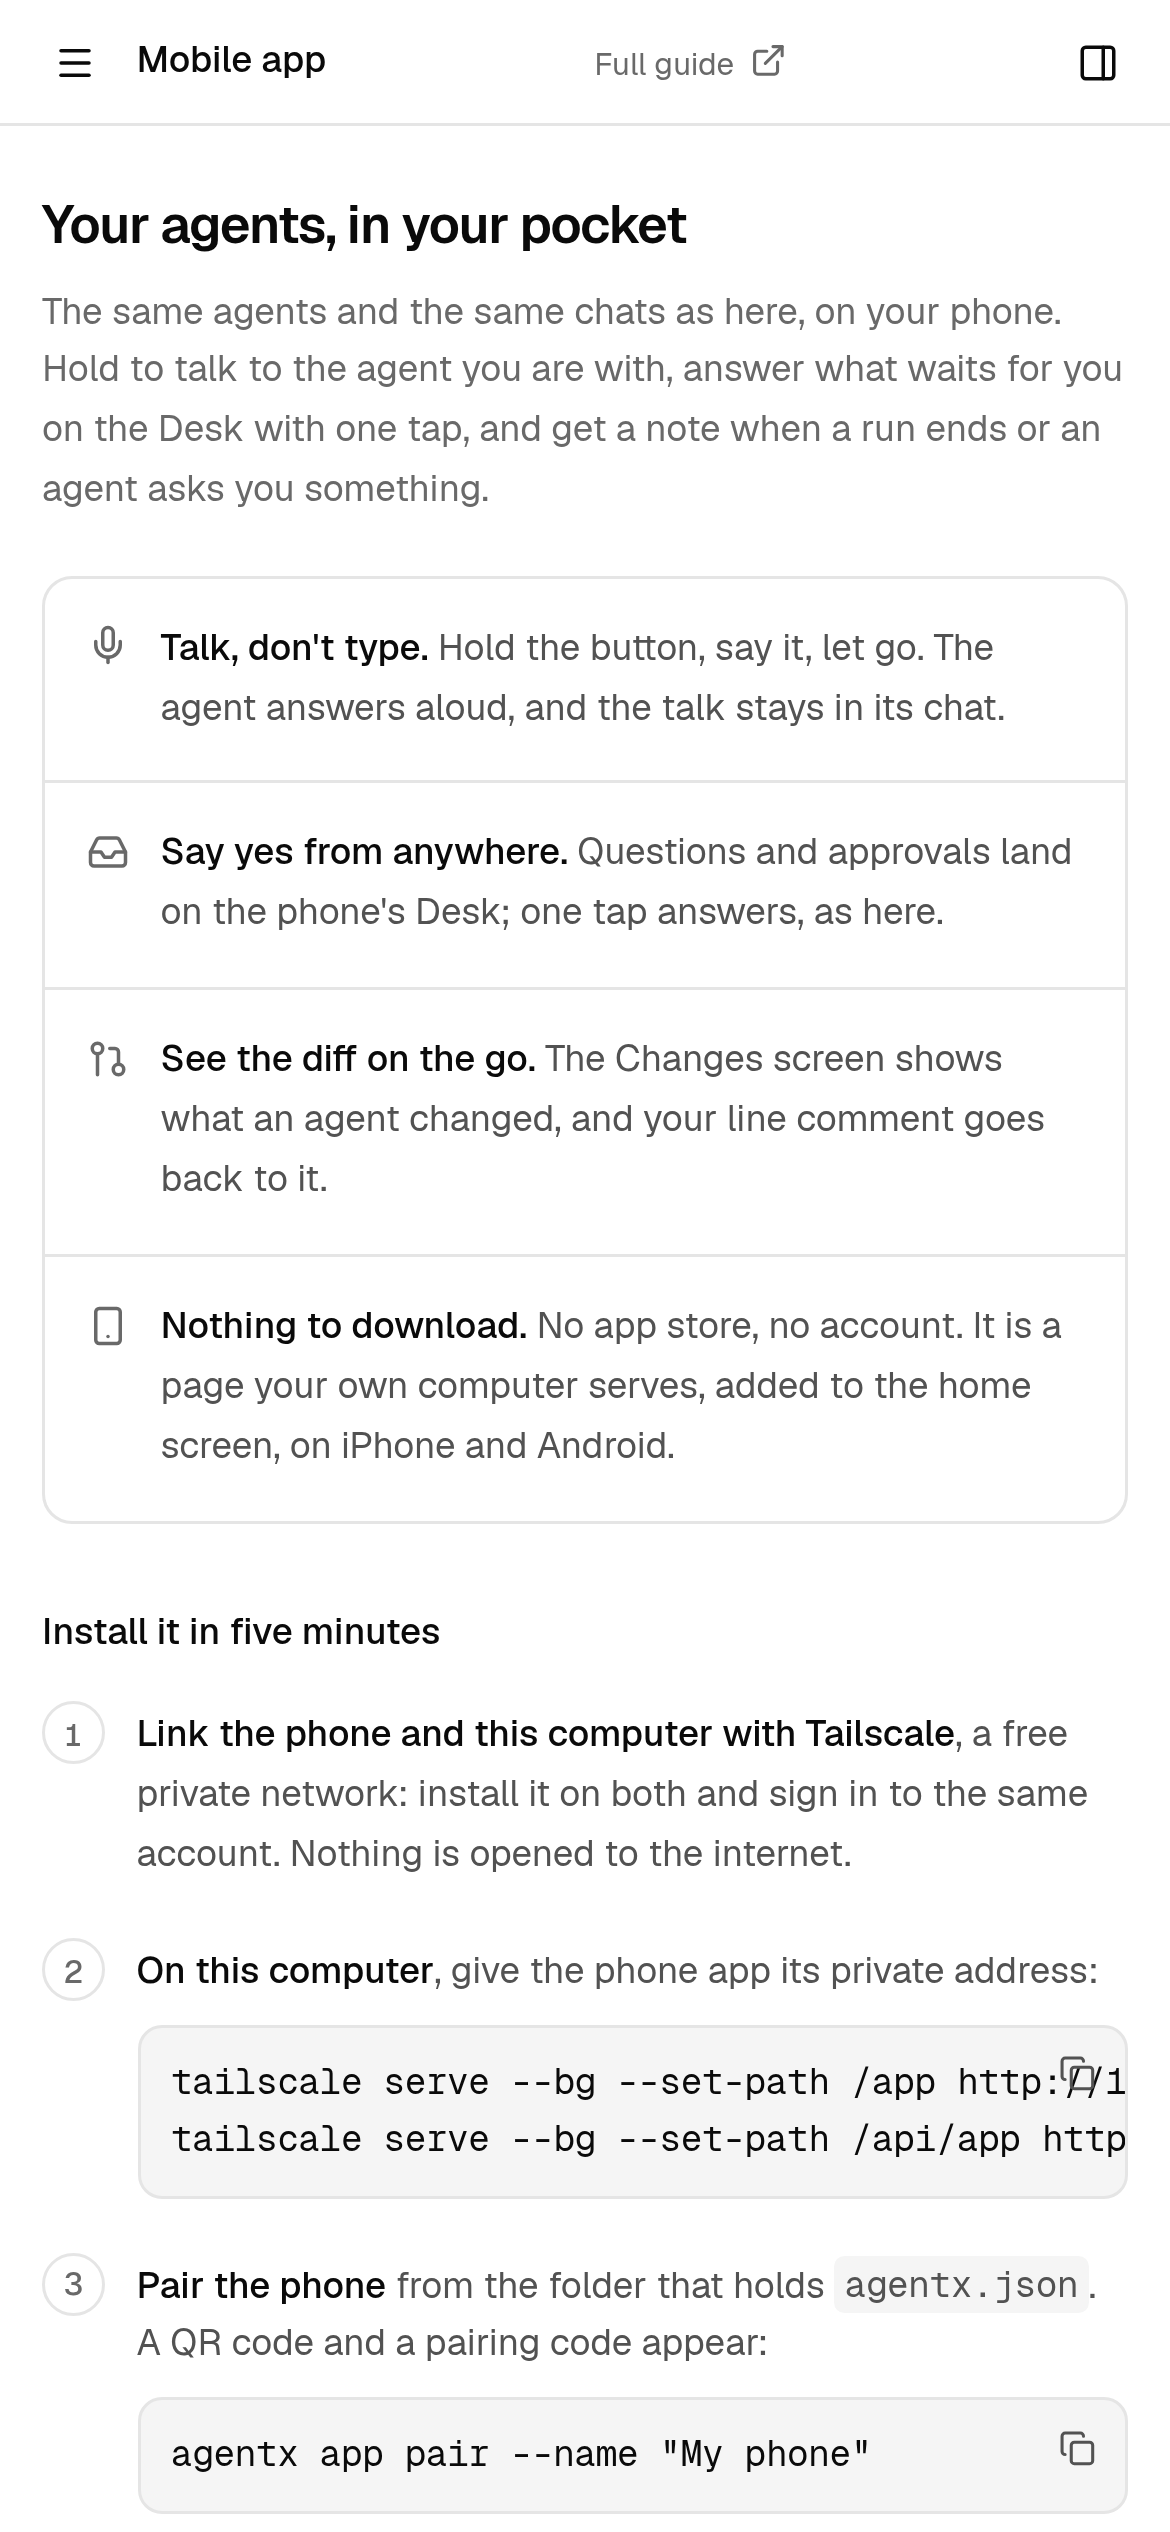 Mobile app
Full guide
Your agents, in your pocket
The same agents and the same chats as here, on your phone.
Hold to talk to the agent you are with, answer what waits for you
on the Desk with one tap, and get a note when a run ends or an
agent asks you something.
Talk, don't type. Hold the button, say it, let go. The
agent answers aloud, and the talk stays in its chat.
Say yes from anywhere. Questions and approvals land
on the phone's Desk; one tap answers, as here.
See the diff on the go. The Changes screen shows
what an agent changed, and your line comment goes
back to it.
Nothing to download. No app store, no account. It is a
page your own computer serves, added to the home
screen, on iPhone and Android.
Install it in five minutes
1 Link the phone and this computer with Tailscale, a free
private network: install it on both and sign in to the same
account. Nothing is opened to the internet.
2 On this computer, give the phone app its private address:
tailscale serve --bg --set-path /app http://1
tailscale serve --bg --set-path /api/app http
3 Pair the phone from the folder that holds agentx.json.
A QR code and a pairing code appear:
agentx app pair --name "My phone"